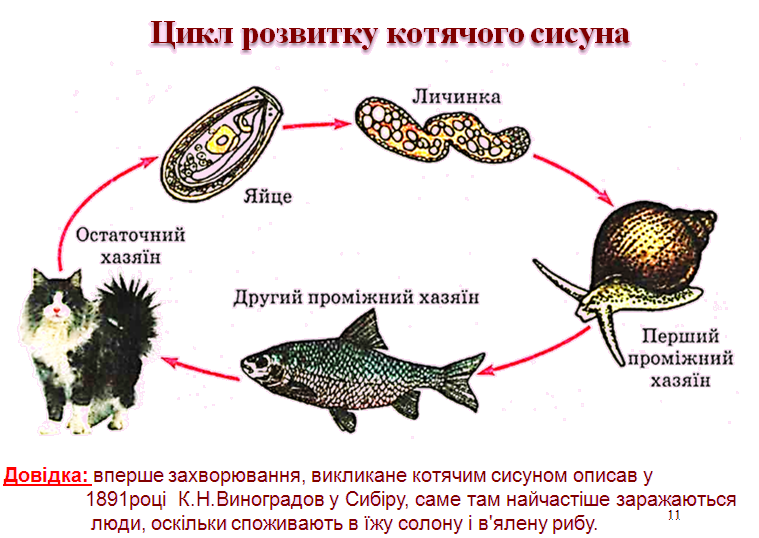 Цикл розвитку котячого сисуна
Личинка
Яйце
Остаточний
хазяїн
Другий проміжний хазяїн
Перший
проміжний
хазяїн
Довідка: вперше захворювання, викликане котячим сисуном описав у
1891році К.Н.Виноградов у Сибіру, саме там найчастіше заражаються
люди, оскільки споживають в їжу солону і в'ялену рибу.
11